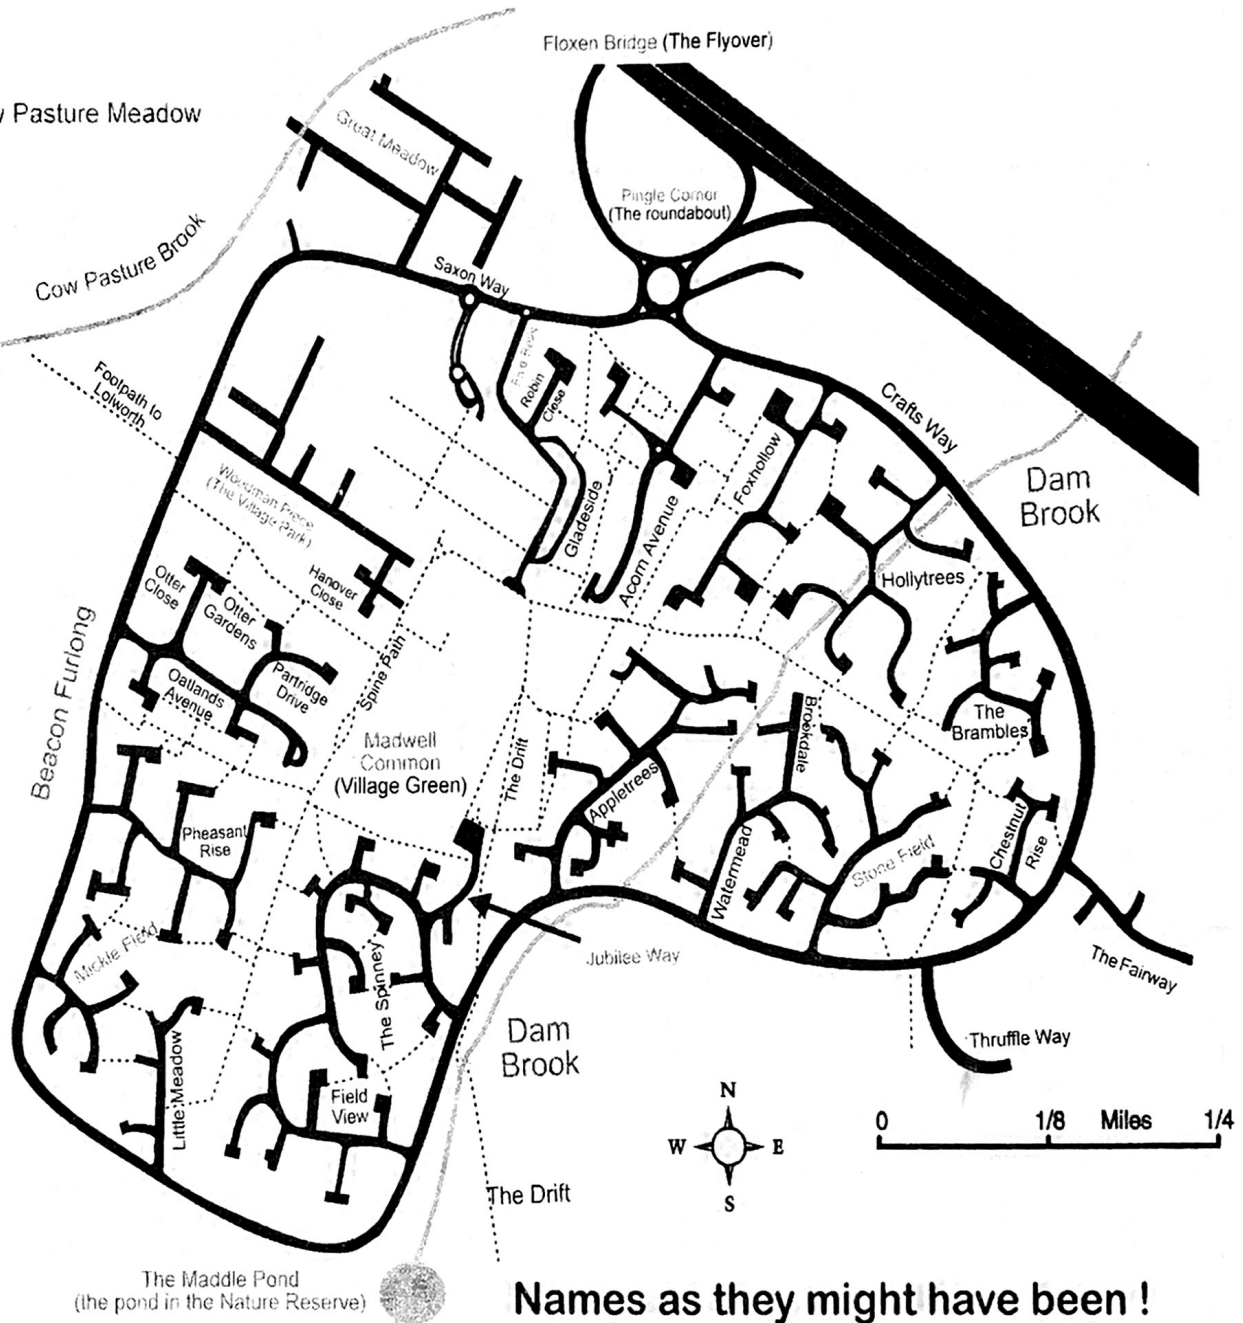 Floxen Bridge (The Flyover)
Pasture Meadow
Great Meadow
Pingle Corner
(The roundabout)
Cow Pasture Brook
Saxon Way
Footpath to
Lolworth
Robin
Close
Crafts Way
Dam
Brook
Foxhollow
Woodman Piece
(The Village Park)
Gladeside
Acorn Avenue
Hollytrees
Otter
Close
Otter
Gardens
Hanover
Close
Spine Path
Partridge
Drive
Oatlands
Avenue
Beacon Furlong
The
Brambles
Brookdale
Madwell
Common
(Village Green)
The Drift
Appletrees
Pheasant
Rise
Watermead
Stone Field
Chestnut
Rise
Mickle Field
The Spinney
Jubilee Way
The Fairway
Little Meadow
Dam
Brook
Thruffle Way
Field
View
N
W E
S
0 1/8 Miles 1/4
The Drift
The Maddle Pond
(the pond in the Nature Reserve)
Names as they might have been !